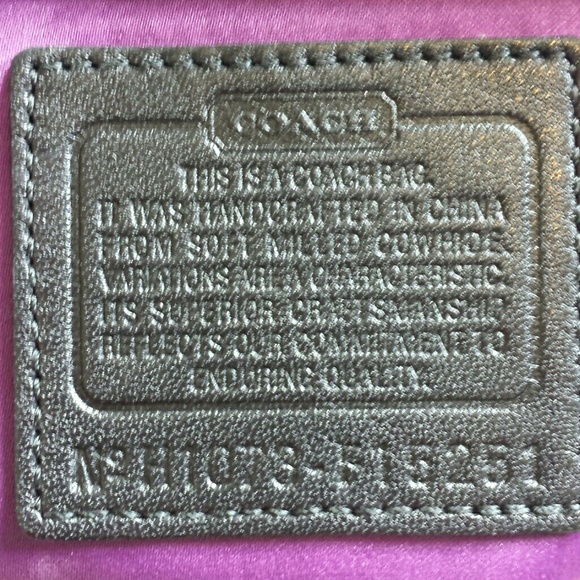 COACH
THIS IS A COACH BAG.
IT WAS HANDCRAFTED IN CHINA
FROM SOFT MILLED COWHIDE.
VARIATIONS ARE A CHARACTERISTIC.
ITS SUPERIOR CRAFTSMANSHIP
REFLECTS OUR COMMITMENT TO
ENDURING QUALITY.
Nº H1073-F15251